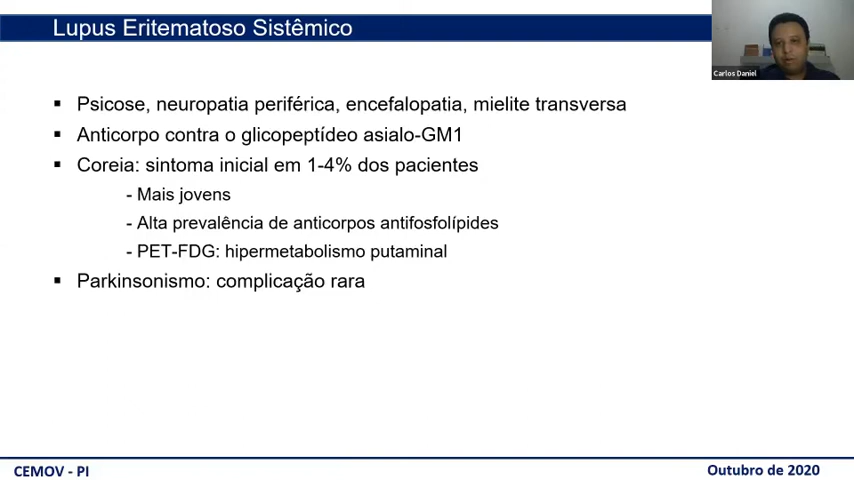 Lupus Eritematoso Sistêmico
Carlos Daniel
▪ Psicose, neuropatia periférica, encefalopatia, mielite transversa
▪ Anticorpo contra o glicopeptídeo asialo-GM1
▪ Coreia: sintoma inicial em 1-4% dos pacientes
- Mais jovens
- Alta prevalência de anticorpos antifosfolípides
- PET-FDG: hipermetabolismo putaminal
▪ Parkinsonismo: complicação rara
CEMOV - PI
Outubro de 2020